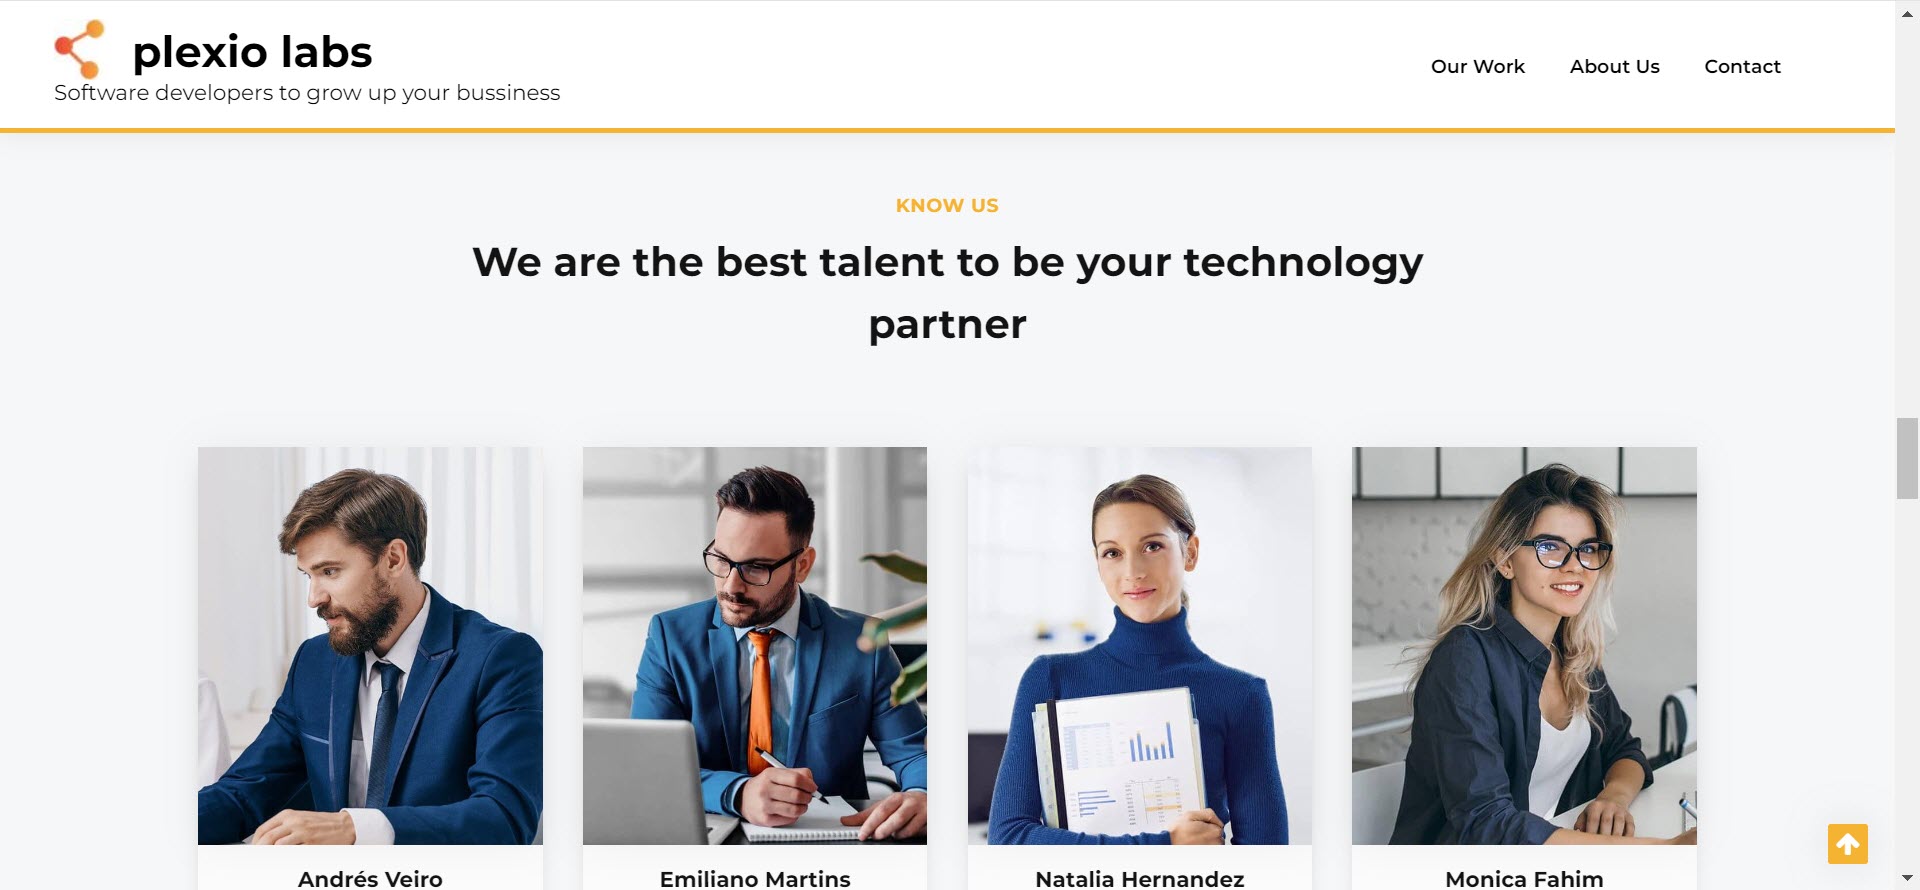 plexio labs
Software developers to grow up your bussiness
Our Work About Us Contact
KNOW US
We are the best talent to be your technology
partner
Andrés Veiro
Emiliano Martins
Natalia Hernandez
Monica Fahim